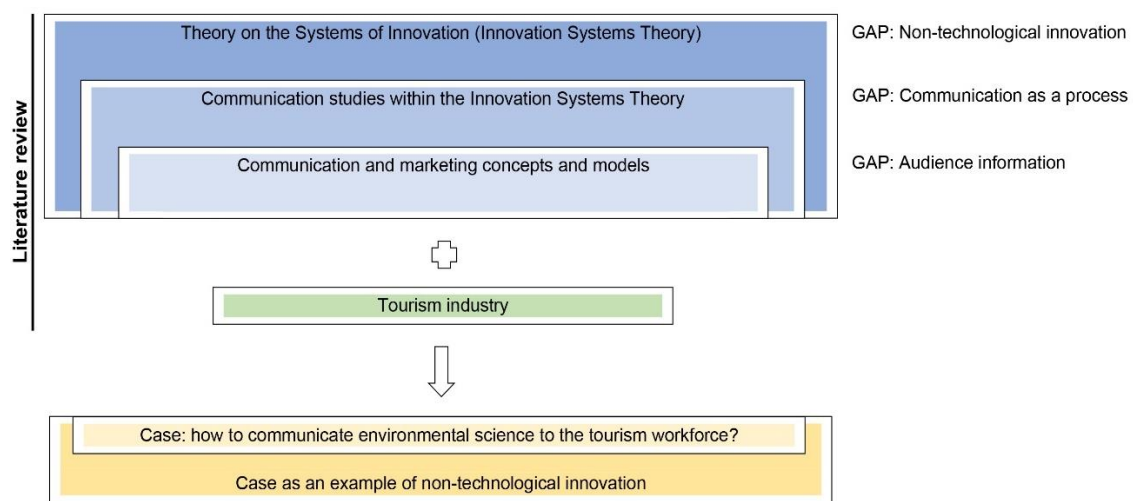 Theory on the Systems of Innovation (Innovation Systems Theory)
GAP: Non-technological innovation
Communication studies within the Innovation Systems Theory
GAP: Communication as a process
Communication and marketing concepts and models
GAP: Audience information
Literature review
Tourism industry
Case: how to communicate environmental science to the tourism workforce?
Case as an example of non-technological innovation